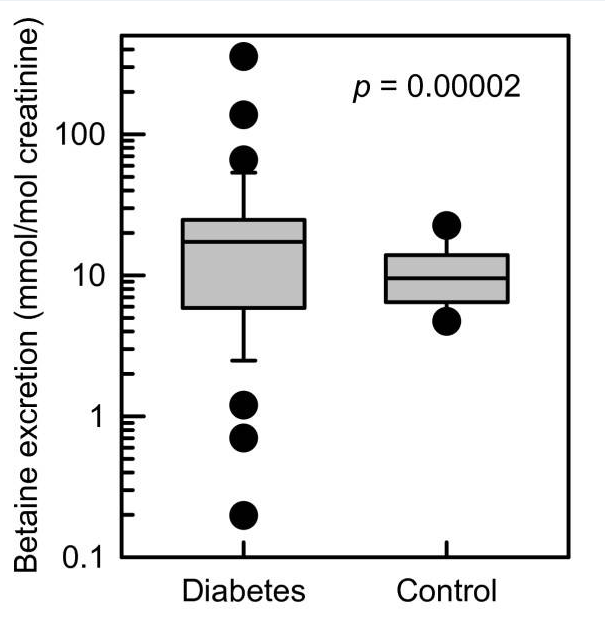 Betaine excretion (mmol/mol creatinine)
p = 0.00002
100
10
1
0.1
Diabetes
Control